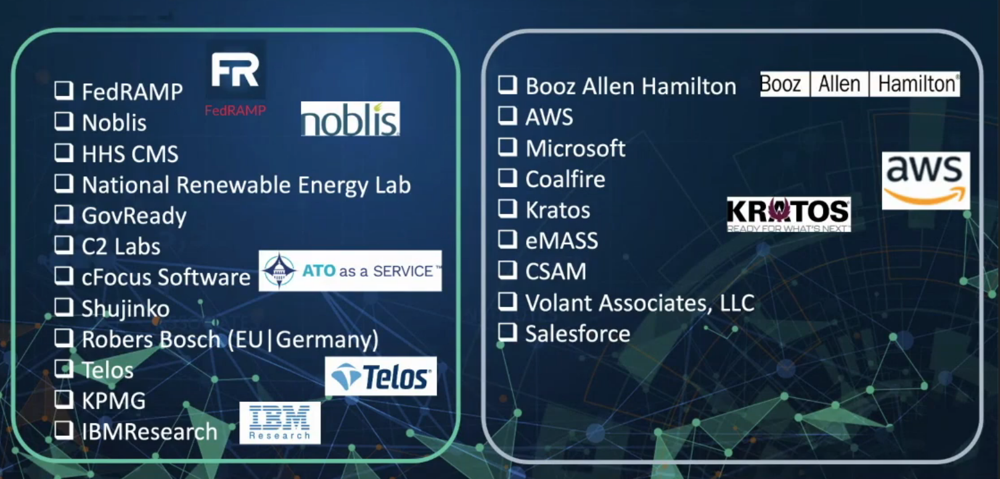 FR
FedRAMP
FedRAMP
noblis
Noblis
HHS CMS
National Renewable Energy Lab
GovReady
C2 Labs
cFocus Software
ATO as a SERVICE™
Shujinko
Robers Bosch (EU|Germany)
Telos
Telos
KPMG
IBMResearch
IBM
Research
Booz Allen Hamilton
Booz | Allen | Hamilton®
AWS
Microsoft
aws
Coalfire
Kratos
KRATOS
READY FOR WHAT'S NEXT
eMASS
CSAM
Volant Associates, LLC
Salesforce